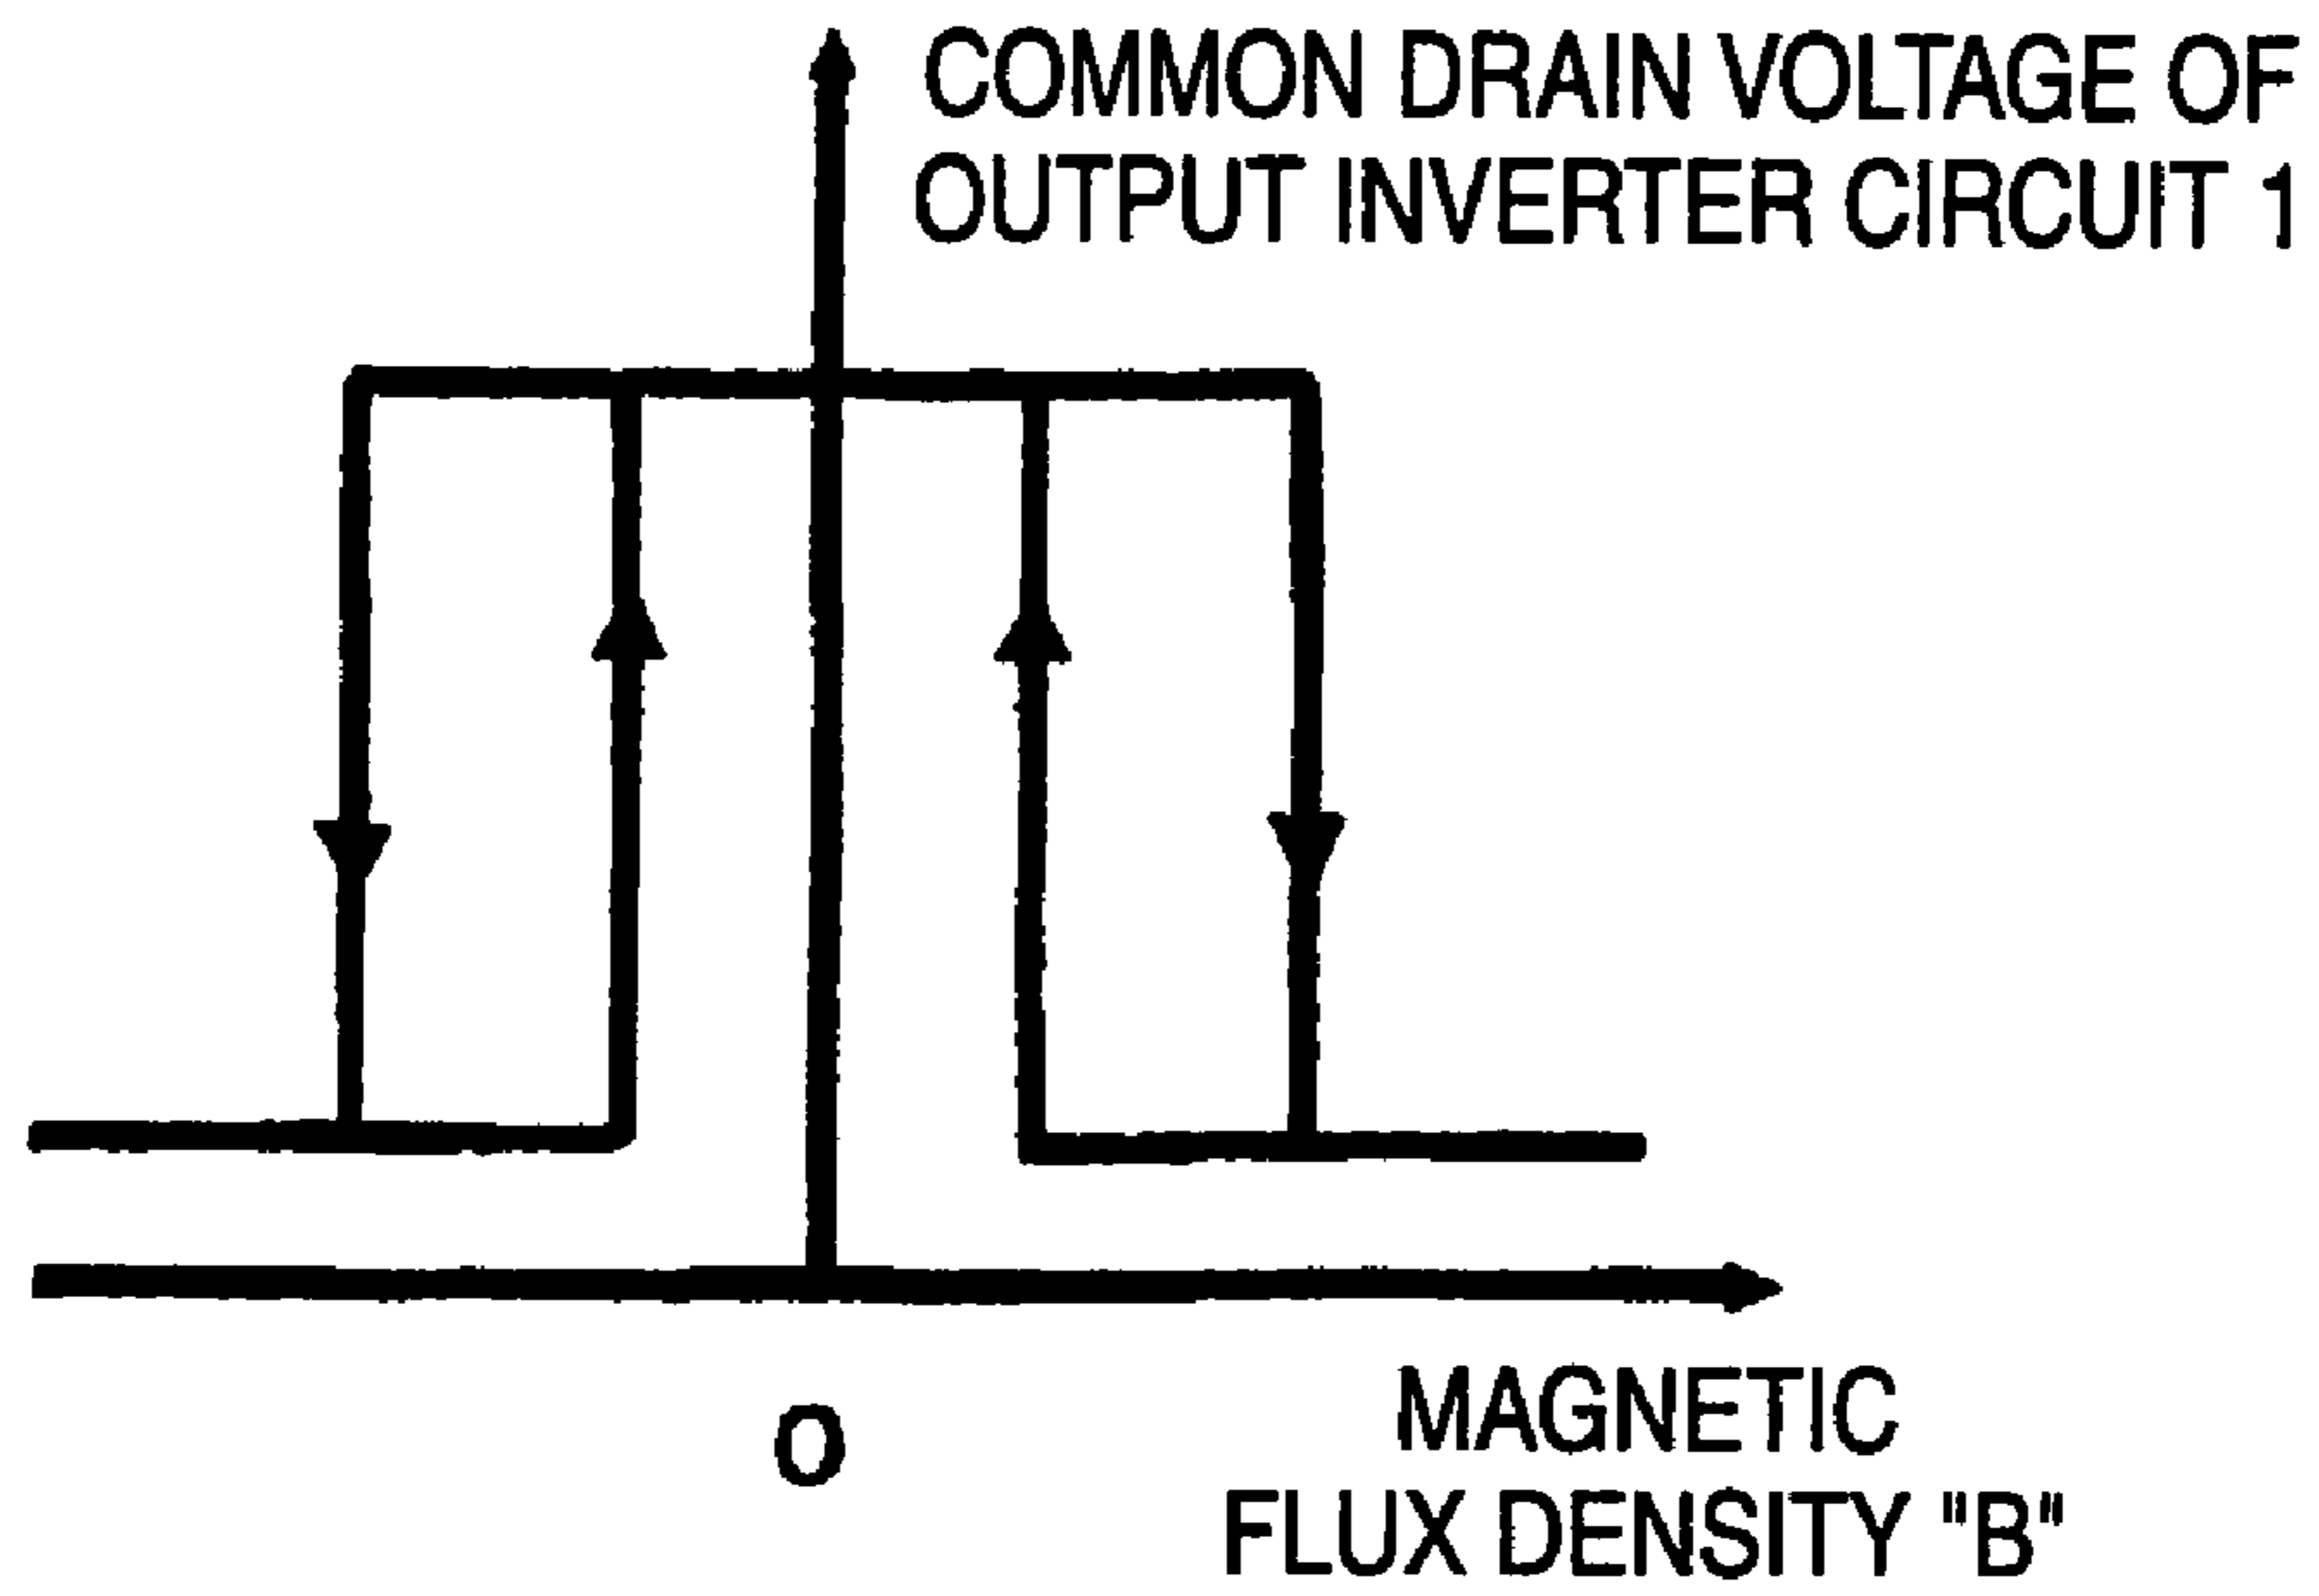 COMMON DRAIN VOLTAGE OF
OUTPUT INVERTER CIRCUIT 1
O
MAGNETIC
FLUX DENSITY "B"